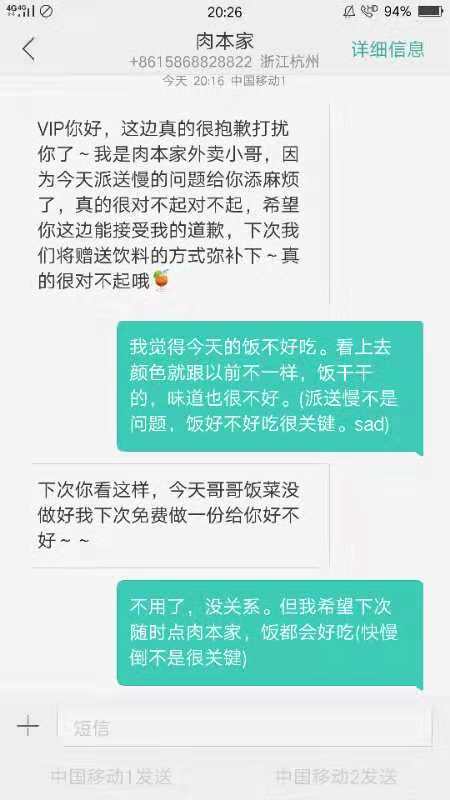 20:26
94%
肉本家
+8615868828822 浙江杭州
详细信息
今天 20:16 中国移动1
VIP你好，这边真的很抱歉打扰
你了～我是肉本家外卖小哥，因
为今天派送慢的问题给你添麻烦
了，真的很对不起对不起，希望
你这边能接受我的道歉，下次我
们将赠送饮料的方式弥补下～真
的很对不起哦🍹
我觉得今天的饭不好吃。看上去
颜色就跟以前不一样，饭干干
的，味道也很不好。(派送慢不是
问题，饭好不好吃很关键。sad)
下次你看这样，今天哥哥饭菜没
做好我下次免费做一份给你好不
好～～
不用了，没关系。但我希望下次
随时点肉本家，饭都会好吃(快慢
倒不是很关键)
短信
中国移动1发送
中国移动2发送